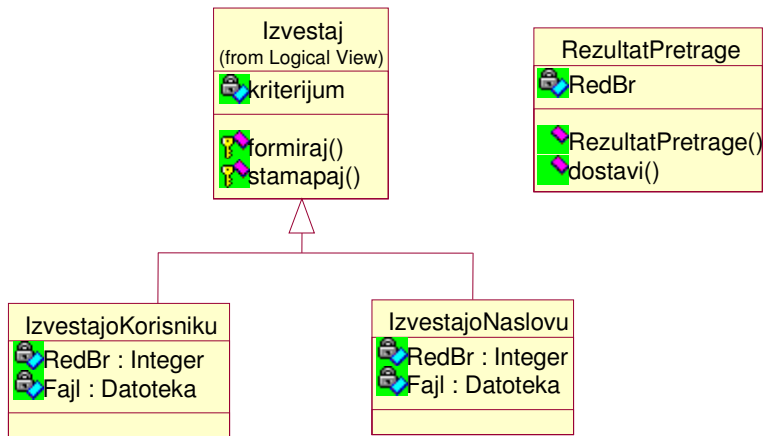 Izvestaj
(from Logical View)
kriterijum
formiraj()
stamapaj()
RezultatPretrage
RedBr
RezultatPretrage()
dostavi()
IzvestajoKorisniku
RedBr : Integer
Fajl : Datoteka
IzvestajoNaslovu
RedBr : Integer
Fajl : Datoteka